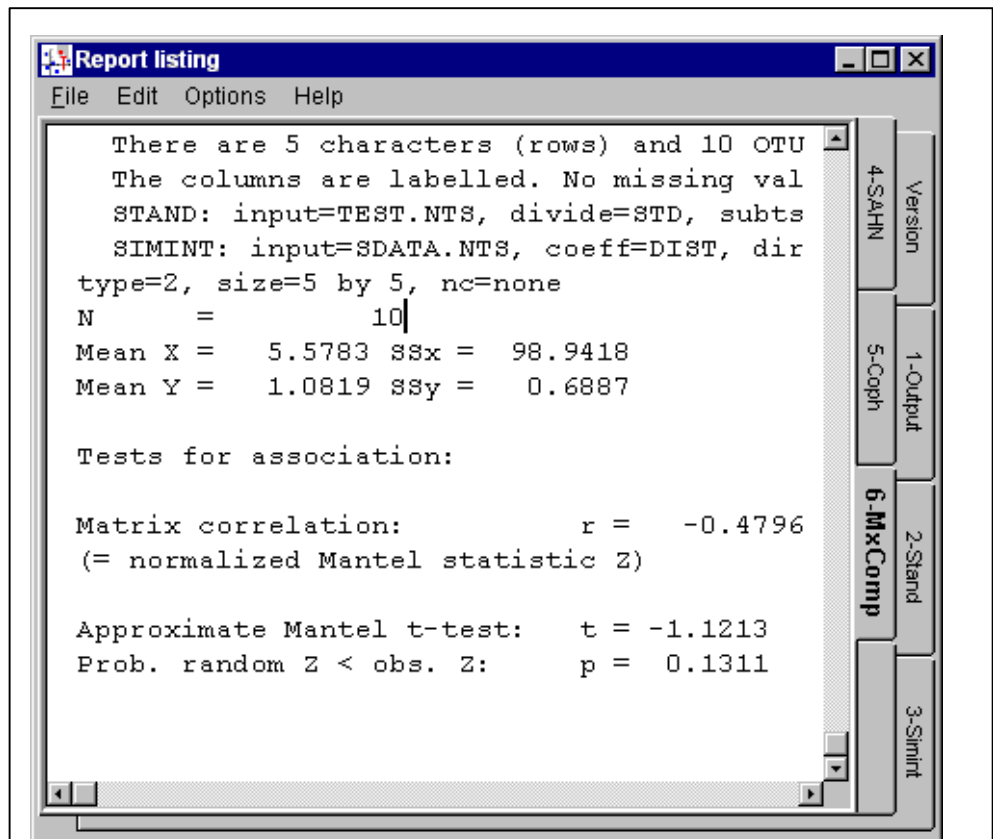 Report listing
File Edit Options Help
There are 5 characters (rows) and 10 OTU
The columns are labelled. No missing val
STAND: input=TEST.NTS, divide=STD, subts
SIMINT: input=SDATA.NTS, coeff=DIST, dir
type=2, size=5 by 5, nc=none
N = 10
Mean X = 5.5783 SSx = 98.9418
Mean Y = 1.0819 SSy = 0.6887
Tests for association:
Matrix correlation: r = -0.4796
(= normalized Mantel statistic Z)
Approximate Mantel t-test: t = -1.1213
Prob. random Z < obs. Z: p = 0.1311
4-SAHN
5-Coph
6-MxComp
Version
1-Output
2-Stand
3-Simint